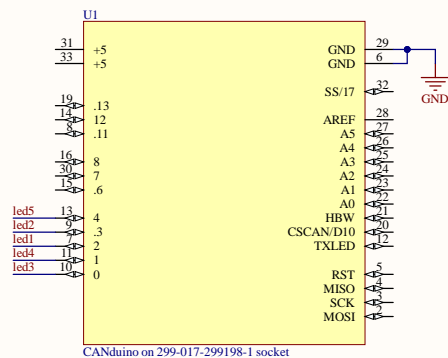 U1
31 +5 GND 29
33 +5 GND 6
GND
SS/17 32
19 .13
14 12 AREF 28
8 .11 A5 27
A4 26
16 8 A3 25
30 7 A2 24
15 .6 A1 23
A0 22
led5 13 4 HBW 21
led2 9 .3 CSCAN/D10 20
led1 7 2 TXLED 12
led4 11 1
led3 10 0 RST 5
MISO 4
SCK 3
MOSI 2
CANduino on 299-017-299198-1 socket